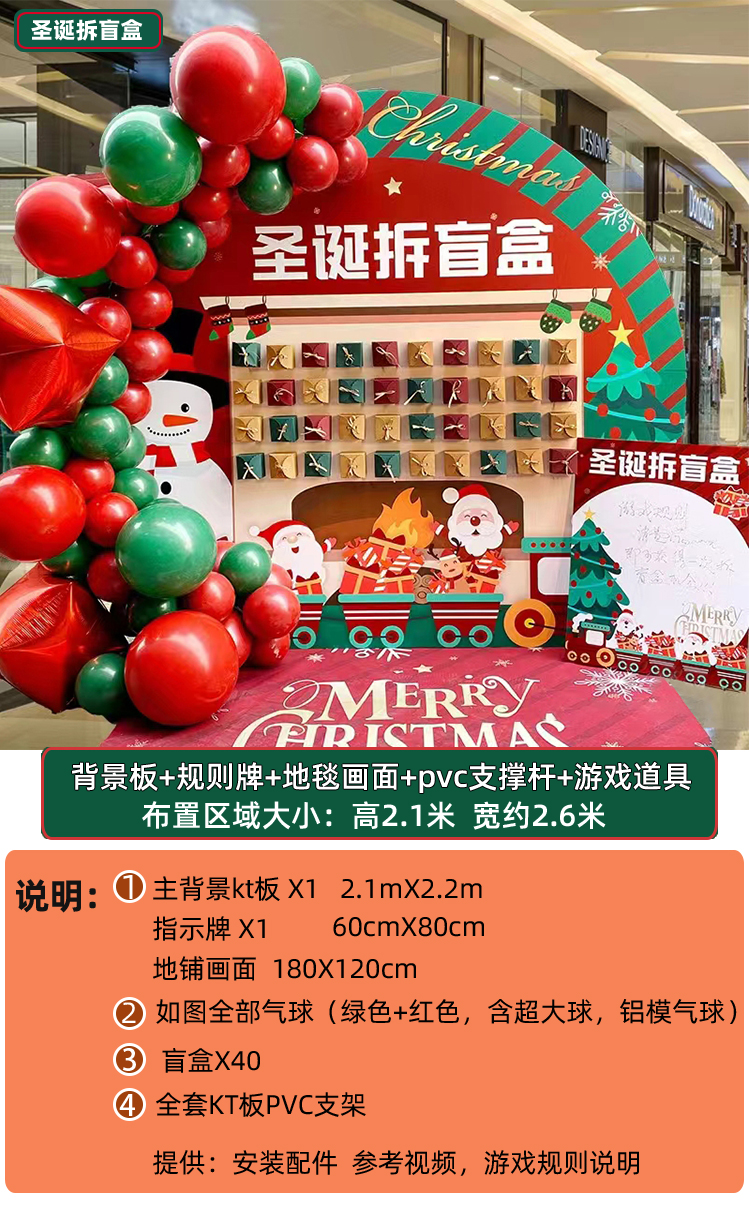 圣诞拆盲盒
Christmas
DESIGNIC
圣诞拆盲盒
圣诞拆盲盒
游戏规则
MERRY
CHRISTMAS
MERRY
CHRISTMAS
背景板+规则牌+地毯画面+pvc支撑杆+游戏道具
布置区域大小：高2.1米 宽约2.6米
说明：
① 主背景kt板 X1 2.1mX2.2m
指示牌 X1 60cmX80cm
地铺画面 180X120cm
② 如图全部气球（绿色+红色，含超大球，铝模气球）
③ 盲盒X40
④ 全套KT板PVC支架
提供：安装配件 参考视频，游戏规则说明